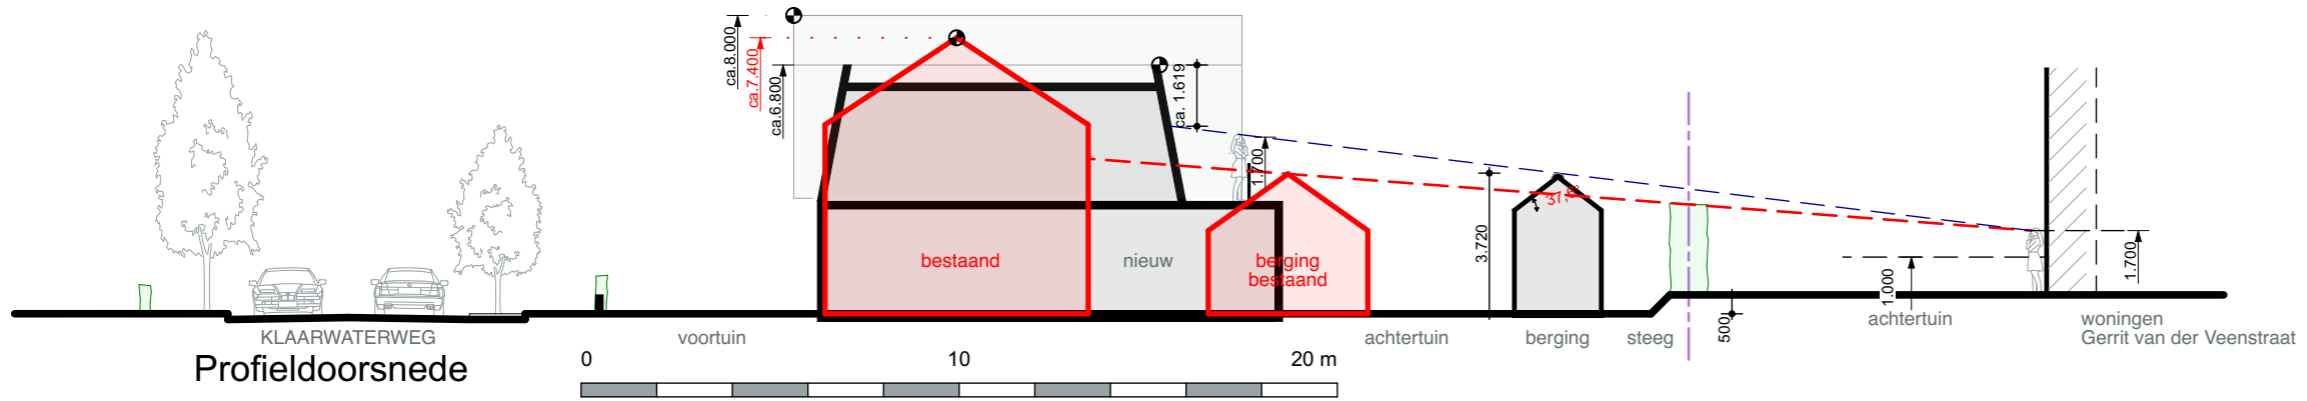 ca.8.000
ca.7.400
ca.6.800
ca. 1.619
1.700
3.720
37,5°
bestaand
nieuw
berging
bestaand
1.700
1.000
500
KLAARWATERWEG
voortuin
achtertuin
berging
steeg
achtertuin
woningen
Gerrit van der Veenstraat
Profieldoorsnede
0
10
20 m